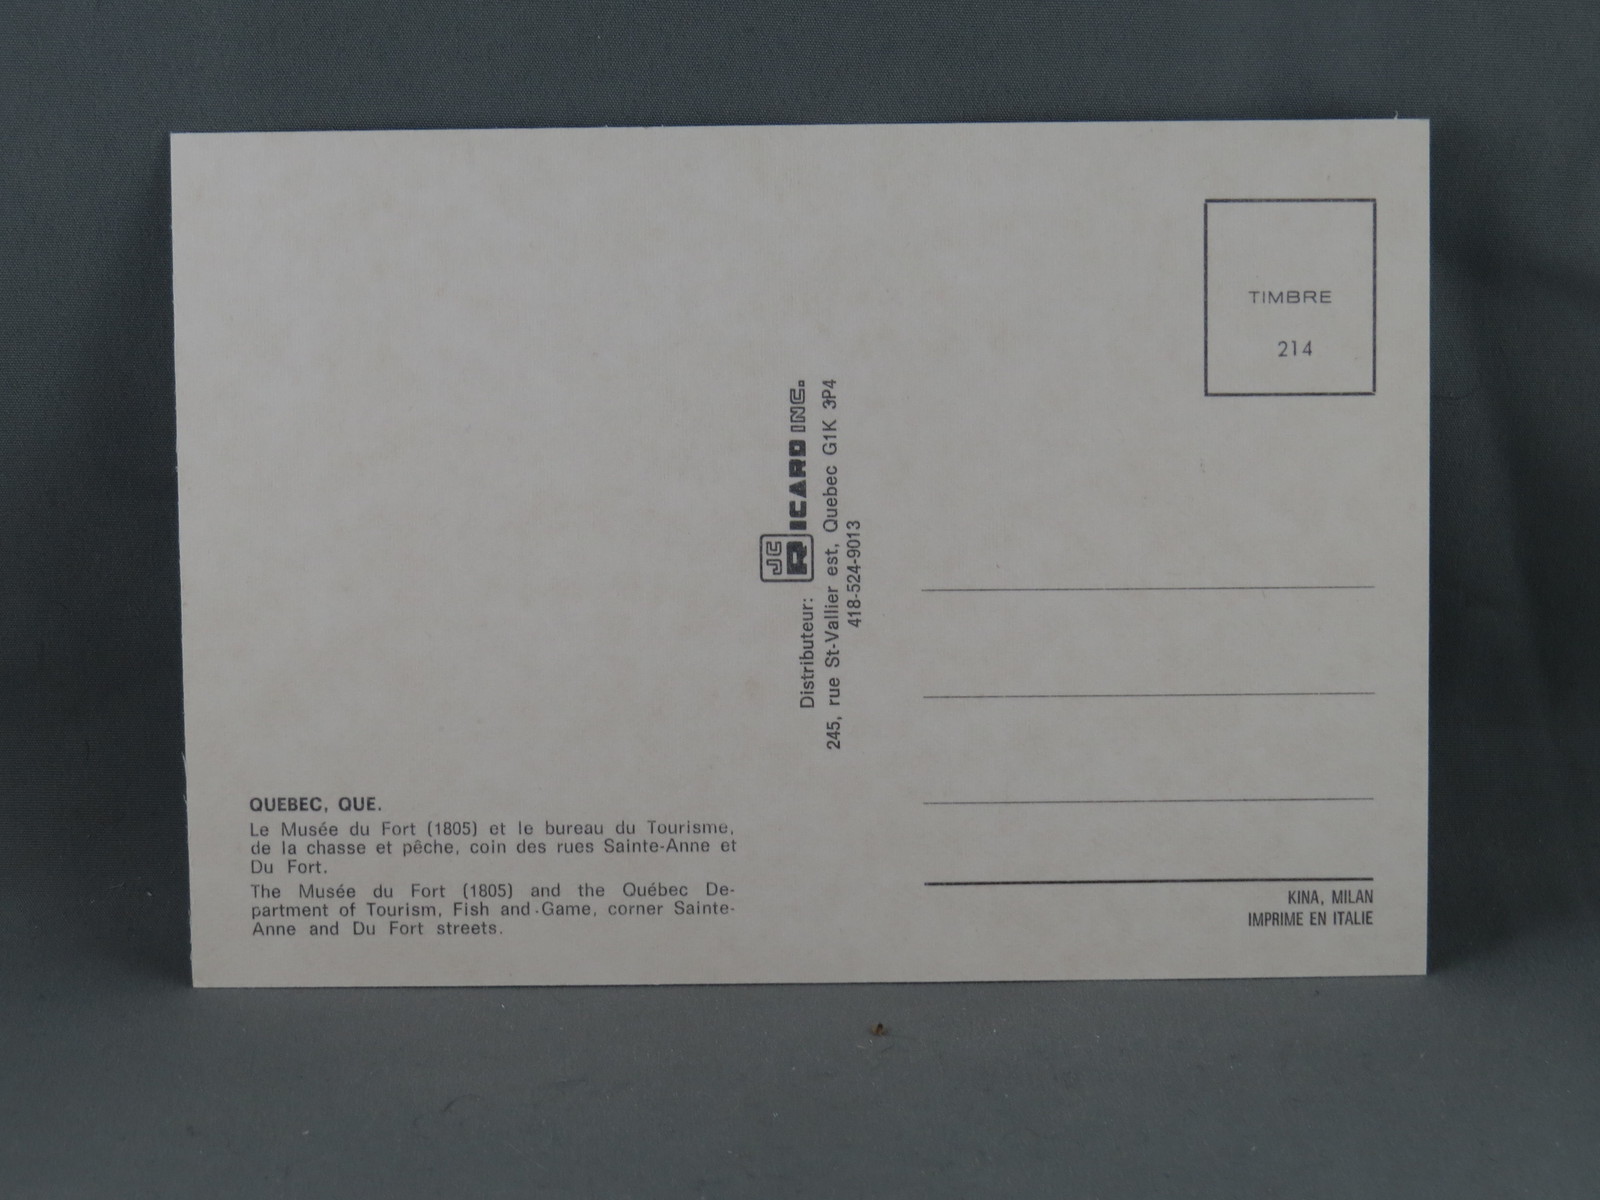 TIMBRE
214
Distributeur: JC RICARD INC.
245, rue St-Vallier est, Quebec G1K 3P4
418-524-9013
QUEBEC, QUE.
Le Musée du Fort (1805) et le bureau du Tourisme,
de la chasse et pêche, coin des rues Sainte-Anne et
Du Fort.
The Musée du Fort (1805) and the Québec De-
partment of Tourism, Fish and Game, corner Sainte-
Anne and Du Fort streets.
KINA, MILAN
IMPRIME EN ITALIE